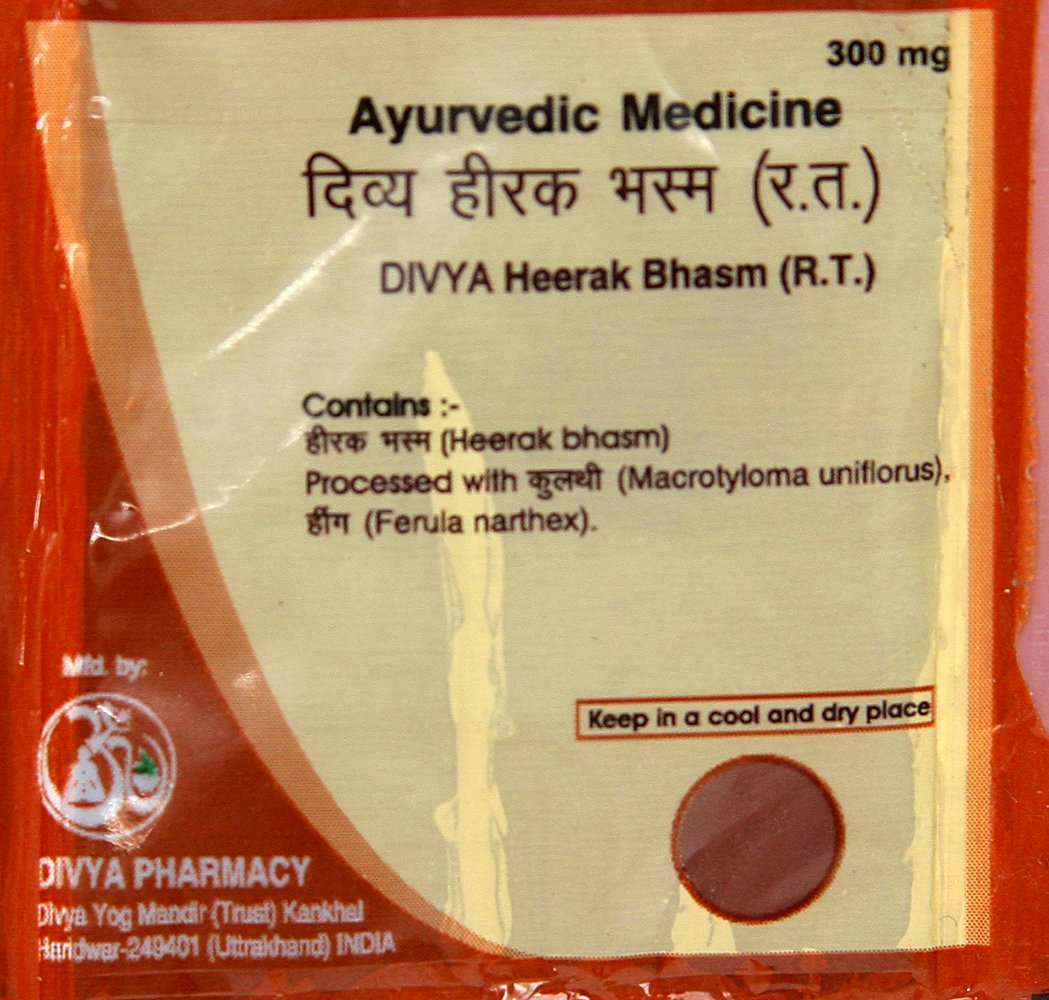 300 mg
Ayurvedic Medicine
दिव्य हीरक भस्म (र.त.)
DIVYA Heerak Bhasm (R.T.)
Contains :-
हीरक भस्म (Heerak bhasm)
Processed with कुलथी (Macrotyloma uniflorus),
हींग (Ferula narthex).
Mfd. by:
Keep in a cool and dry place
DIVYA PHARMACY
Divya Yog Mandir (Trust) Kankhal
Haridwar-249401 (Uttrakhand) INDIA